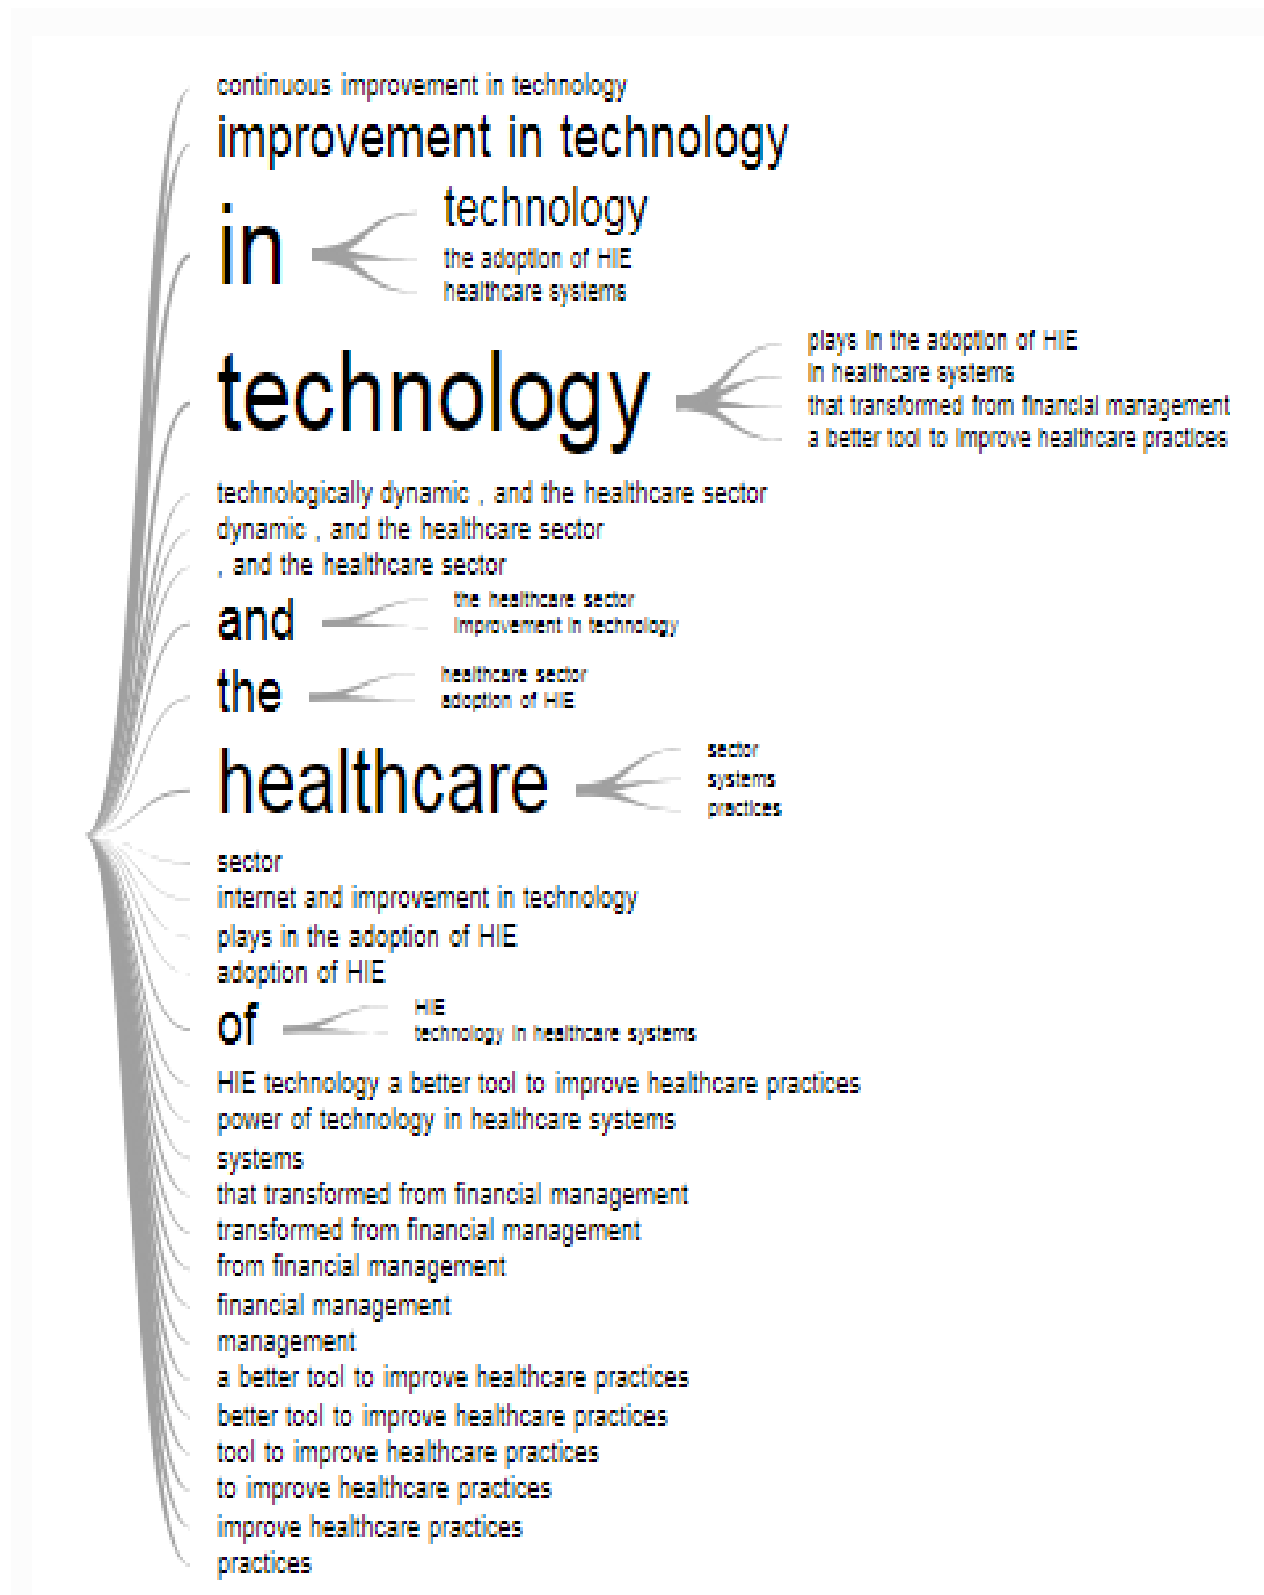 continuous improvement in technology
improvement in technology
in
technology
the adoption of HIE
healthcare systems
technology
plays in the adoption of HIE
in healthcare systems
that transformed from financial management
a better tool to improve healthcare practices
technologically dynamic , and the healthcare sector
dynamic , and the healthcare sector
, and the healthcare sector
and
the healthcare sector
improvement in technology
the
healthcare sector
adoption of HIE
healthcare
sector
systems
practices
sector
internet and improvement in technology
plays in the adoption of HIE
adoption of HIE
of
HIE
technology in healthcare systems
HIE technology a better tool to improve healthcare practices
power of technology in healthcare systems
systems
that transformed from financial management
transformed from financial management
from financial management
financial management
management
a better tool to improve healthcare practices
better tool to improve healthcare practices
tool to improve healthcare practices
to improve healthcare practices
improve healthcare practices
practices